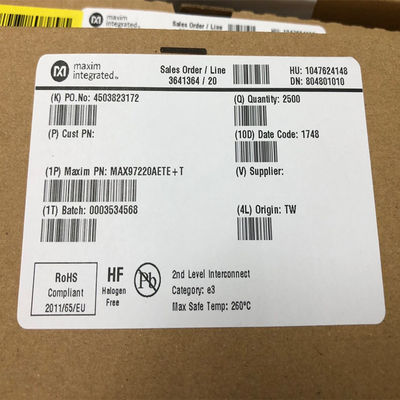 maxim
integrated™
Sales Order / Line
3641364 / 20
HU: 1047624148
DN: 804801010
(K) PO.No: 4503823172
(Q) Quantity: 2500
(P) Cust PN:
(10D) Date Code: 1748
(1P) Maxim PN: MAX97220AETE+T
(V) Supplier:
(1T) Batch: 0003534568
(4L) Origin: TW
RoHS
Compliant
2011/65/EU
HF
Halogen
Free
Pb
2nd Level Interconnect
Category: e3
Max Safe Temp: 260ºC